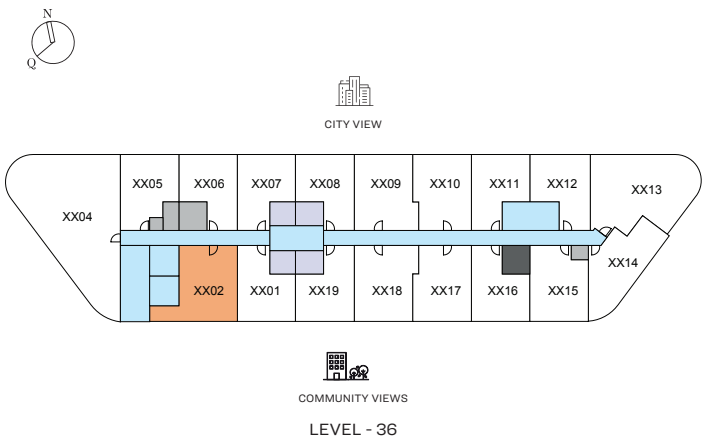 N
Q
CITY VIEW
XX05 XX06 XX07 XX08 XX09 XX10 XX11 XX12 XX13
XX04
XX14
XX02 XX01 XX19 XX18 XX17 XX16 XX15
COMMUNITY VIEWS
LEVEL - 36